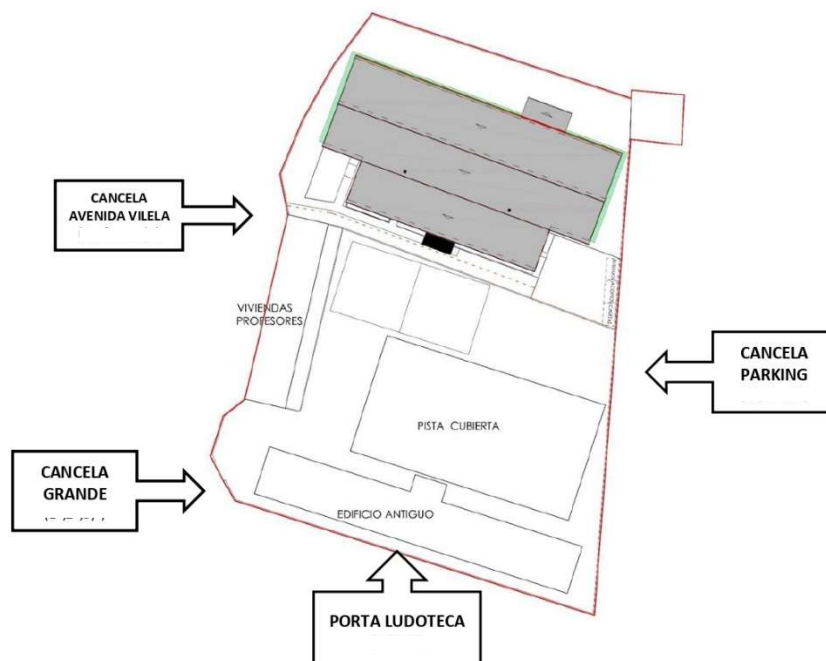 CANCELA
AVENIDA VILELA
VIVIENDAS
PROFESORES
CANCELA
PARKING
PISTA CUBIERTA
CANCELA
GRANDE
EDIFICIO ANTIGUO
PORTA LUDOTECA